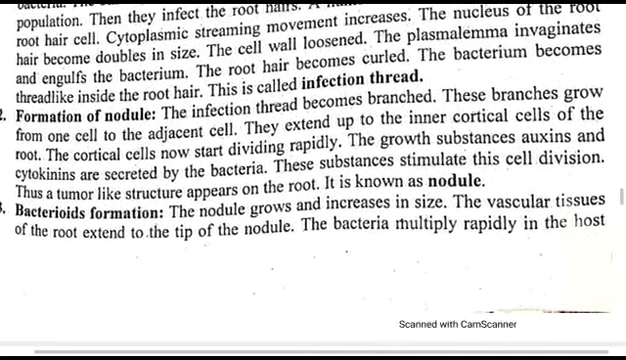 population. Then they infect the root hairs.
root hair cell. Cytoplasmic streaming movement increases. The nucleus of the root
hair become doubles in size. The cell wall loosened. The plasmalemma invaginates
and engulfs the bacterium. The root hair becomes curled. The bacterium becomes
threadlike inside the root hair. This is called infection thread.
2. Formation of nodule: The infection thread becomes branched. These branches grow
from one cell to the adjacent cell. They extend up to the inner cortical cells of the
root. The cortical cells now start dividing rapidly. The growth substances auxins and
cytokinins are secreted by the bacteria. These substances stimulate this cell division.
Thus a tumor like structure appears on the root. It is known as nodule.
3. Bacterioids formation: The nodule grows and increases in size. The vascular tissues
of the root extend to the tip of the nodule. The bacteria multiply rapidly in the host
Scanned with CamScanner